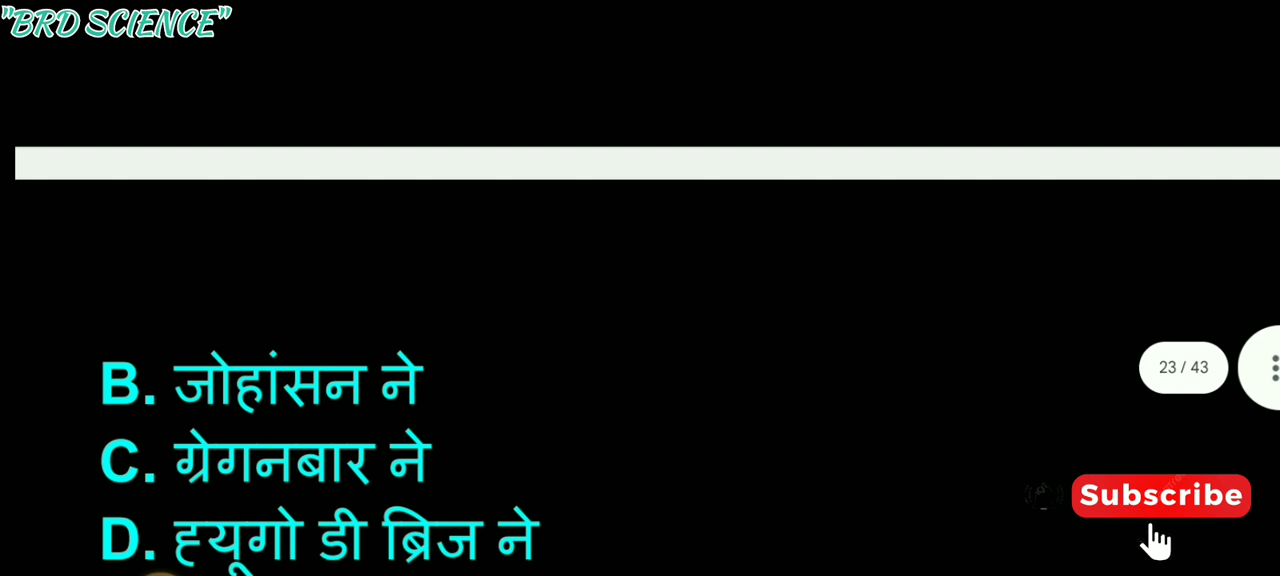 "BRD SCIENCE"
B. जोहांसन ने
23 / 43
C. ग्रेगनबार ने
Subscribe
D. ह्यूगो डी ब्रिज ने